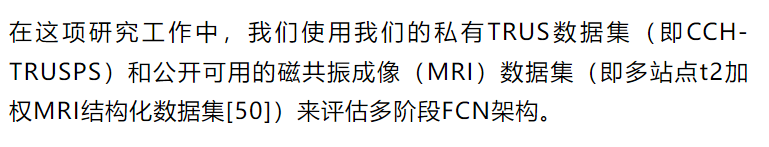 在这项研究工作中，我们使用我们的私有TRUS数据集（即CCH-
TRUSPS）和公开可用的磁共振成像（MRI）数据集（即多站点t2加
权MRI结构化数据集[50]）来评估多阶段FCN架构。